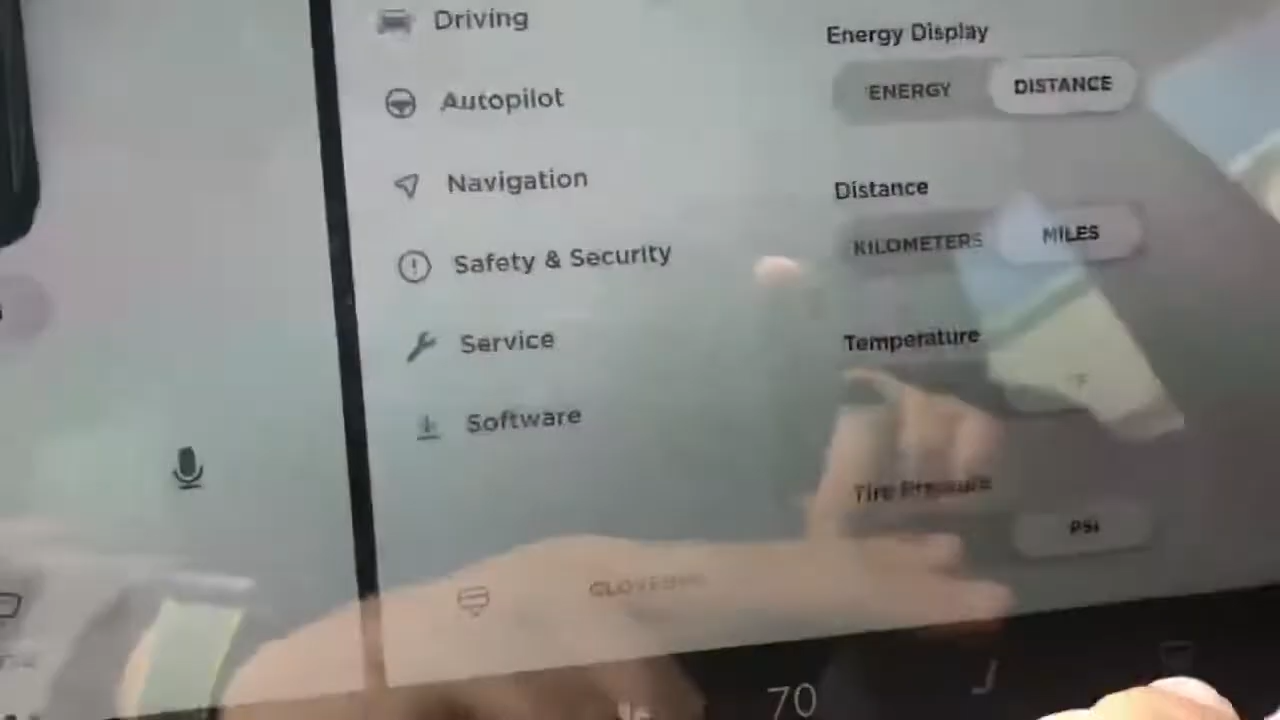 Driving
Autopilot
Navigation
Safety & Security
Service
Software
GLOVEBOX
Energy Display
ENERGY DISTANCE
Distance
KILOMETERS MILES
Temperature
°F
Tire Pressure
PSI
70